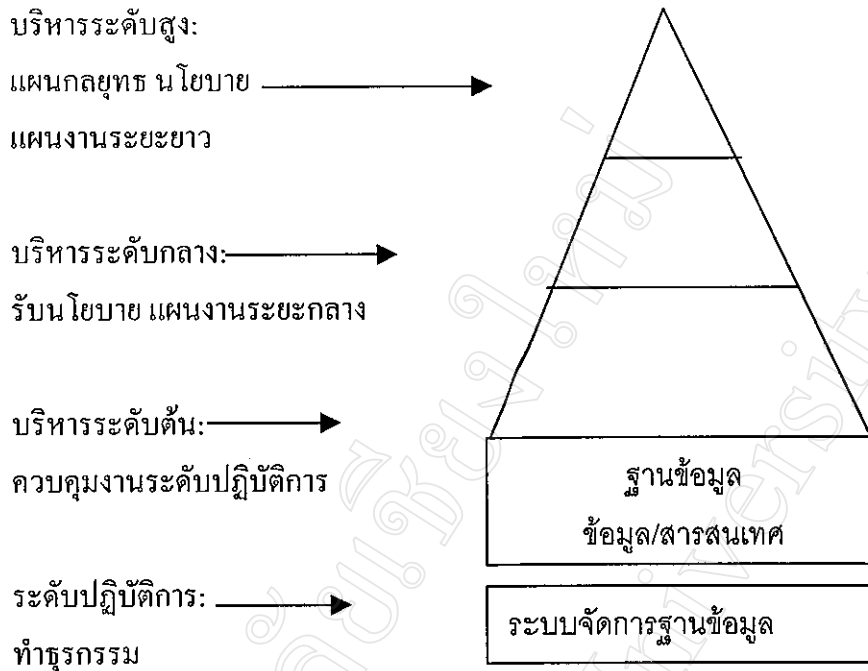 บริหารระดับสูง:
แผนกลยุทธ นโยบาย
แผนงานระยะยาว
บริหารระดับกลาง:
รับนโยบาย แผนงานระยะกลาง
บริหารระดับต้น:
ควบคุมงานระดับปฏิบัติการ
ฐานข้อมูล
ข้อมูล/สารสนเทศ
ระดับปฏิบัติการ:
ทำธุรกรรม
ระบบจัดการฐานข้อมูล